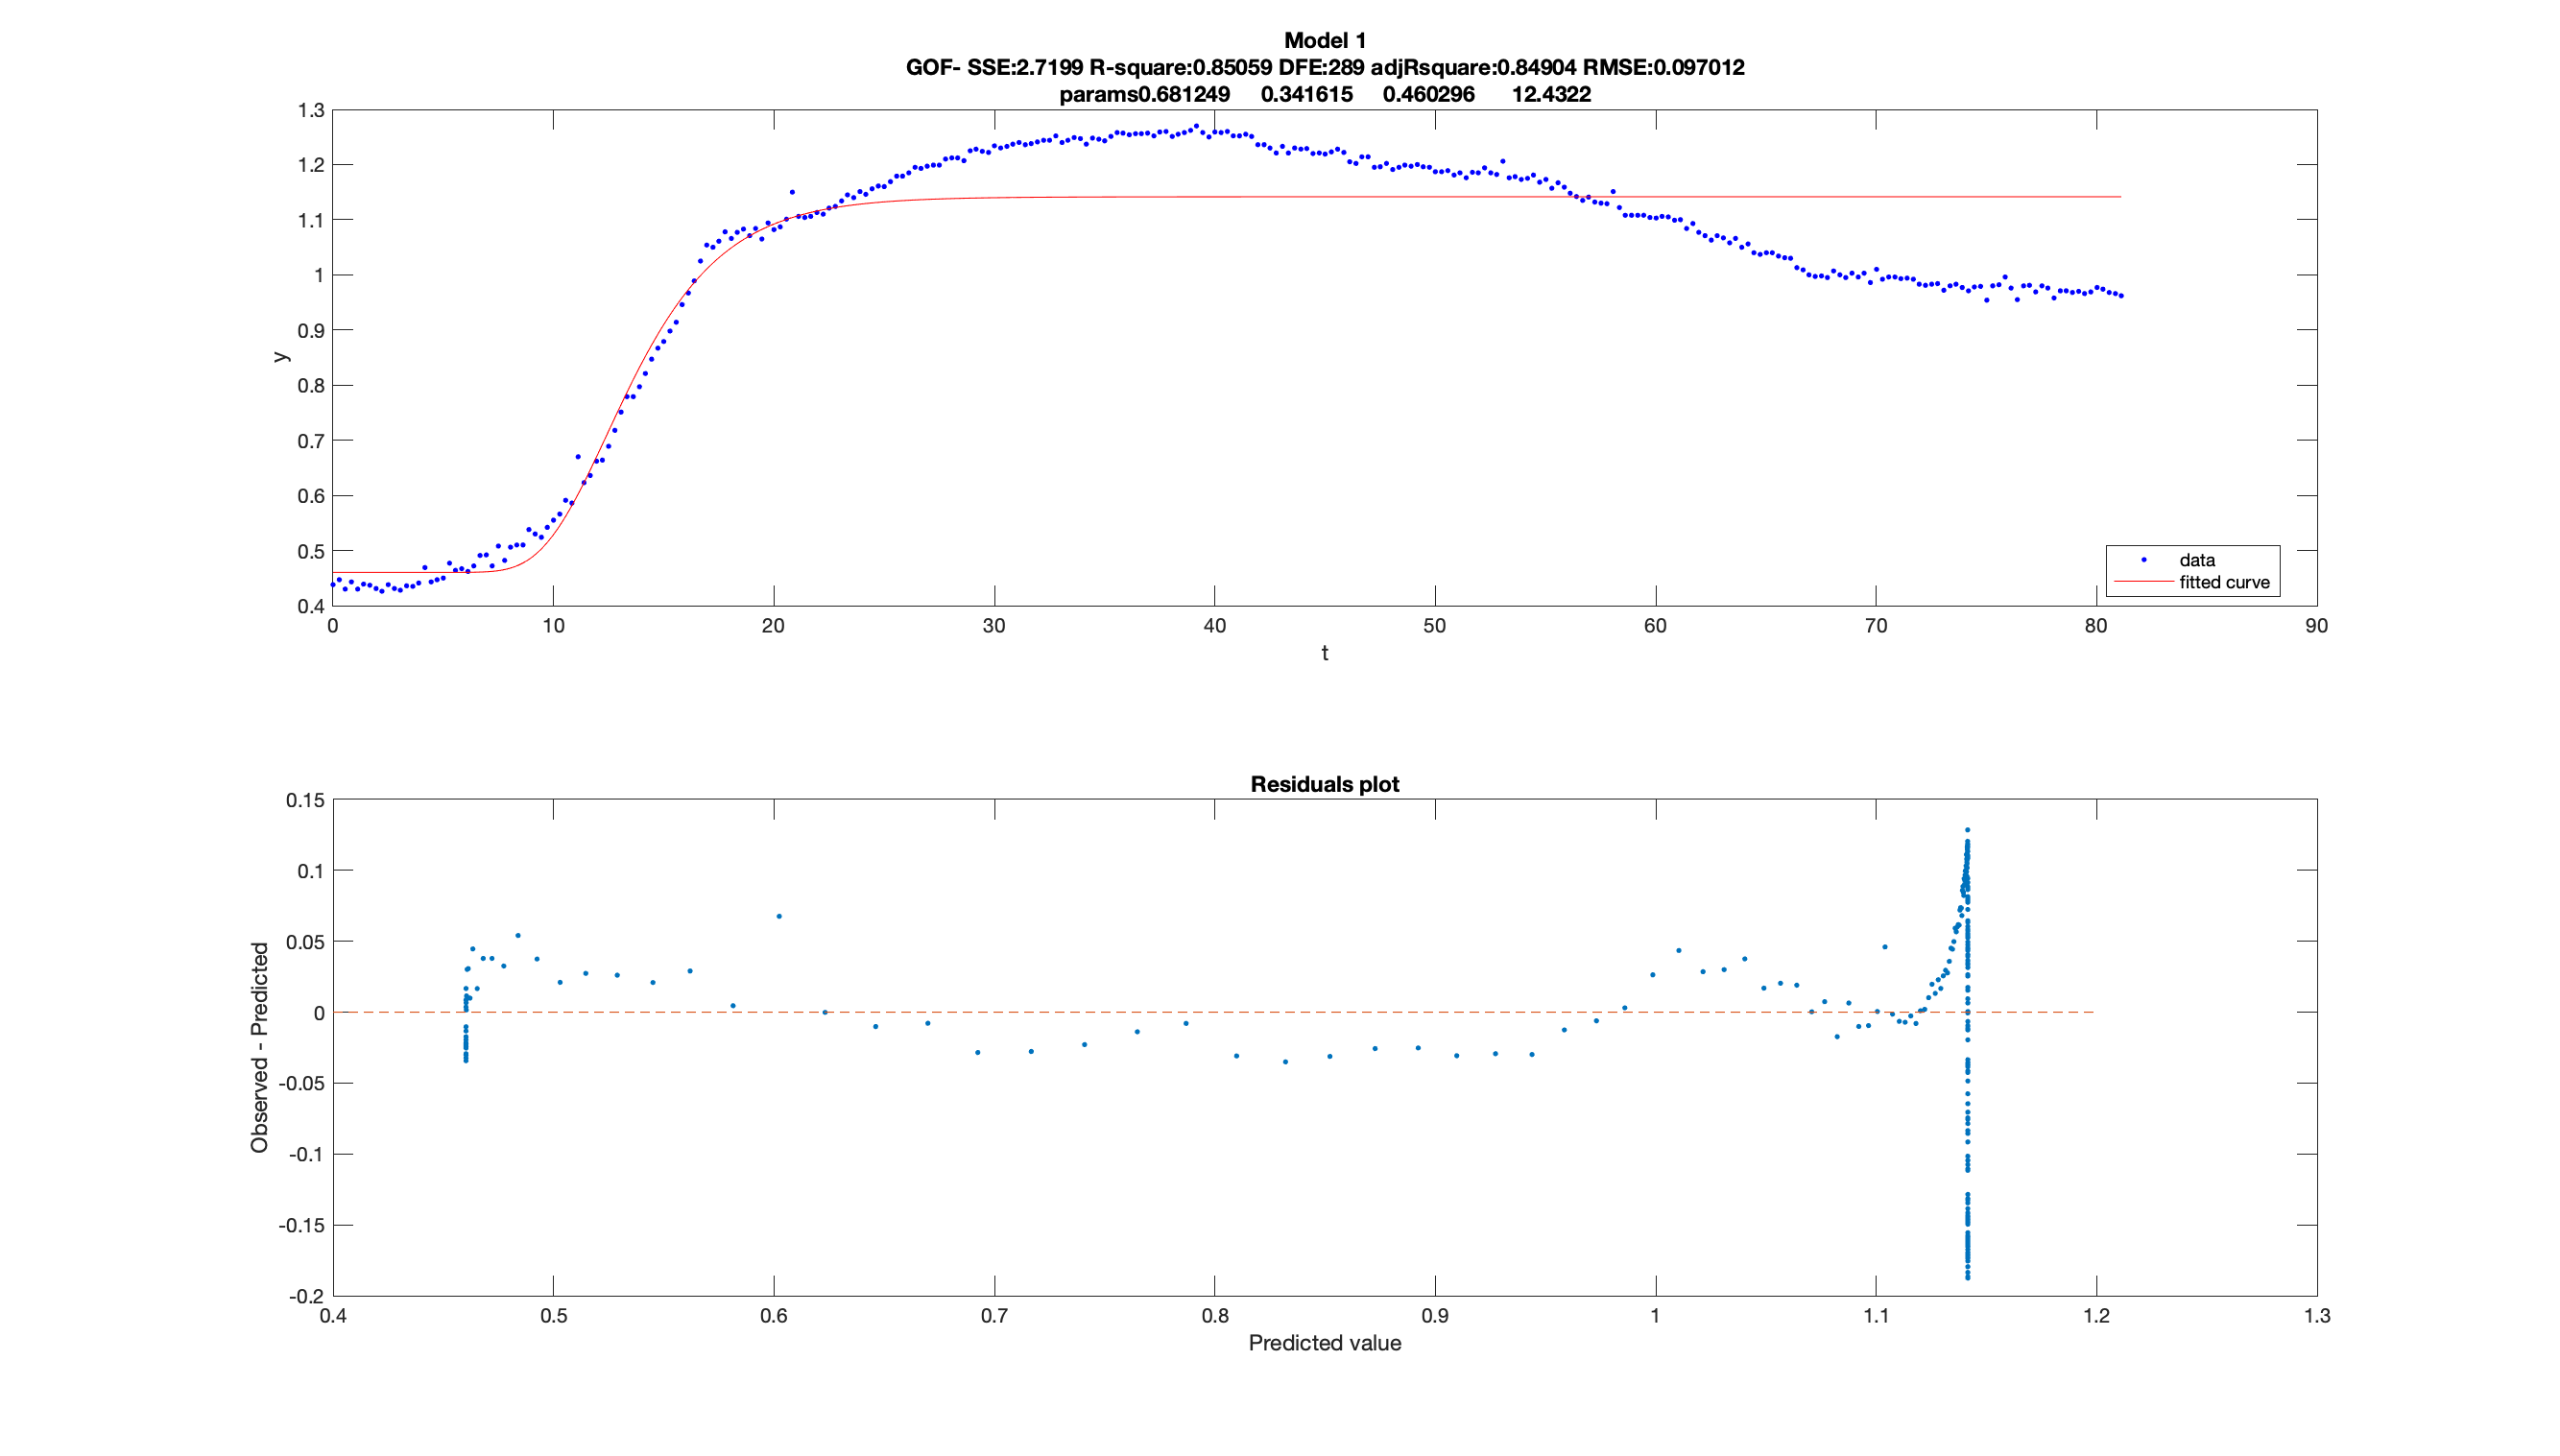 Model 1
GOF- SSE:2.7199 R-square:0.85059 DFE:289 adjRsquare:0.84904 RMSE:0.097012
params0.681249 0.341615 0.460296 12.4322
1.3
1.2
1.1
1
0.9
0.8
0.7
0.6
0.5
0.4
y
data
fitted curve
0 10 20 30 40 50 60 70 80 90
t
Residuals plot
0.15
0.1
0.05
0
-0.05
-0.1
-0.15
-0.2
Observed - Predicted
0.4 0.5 0.6 0.7 0.8 0.9 1 1.1 1.2 1.3
Predicted value